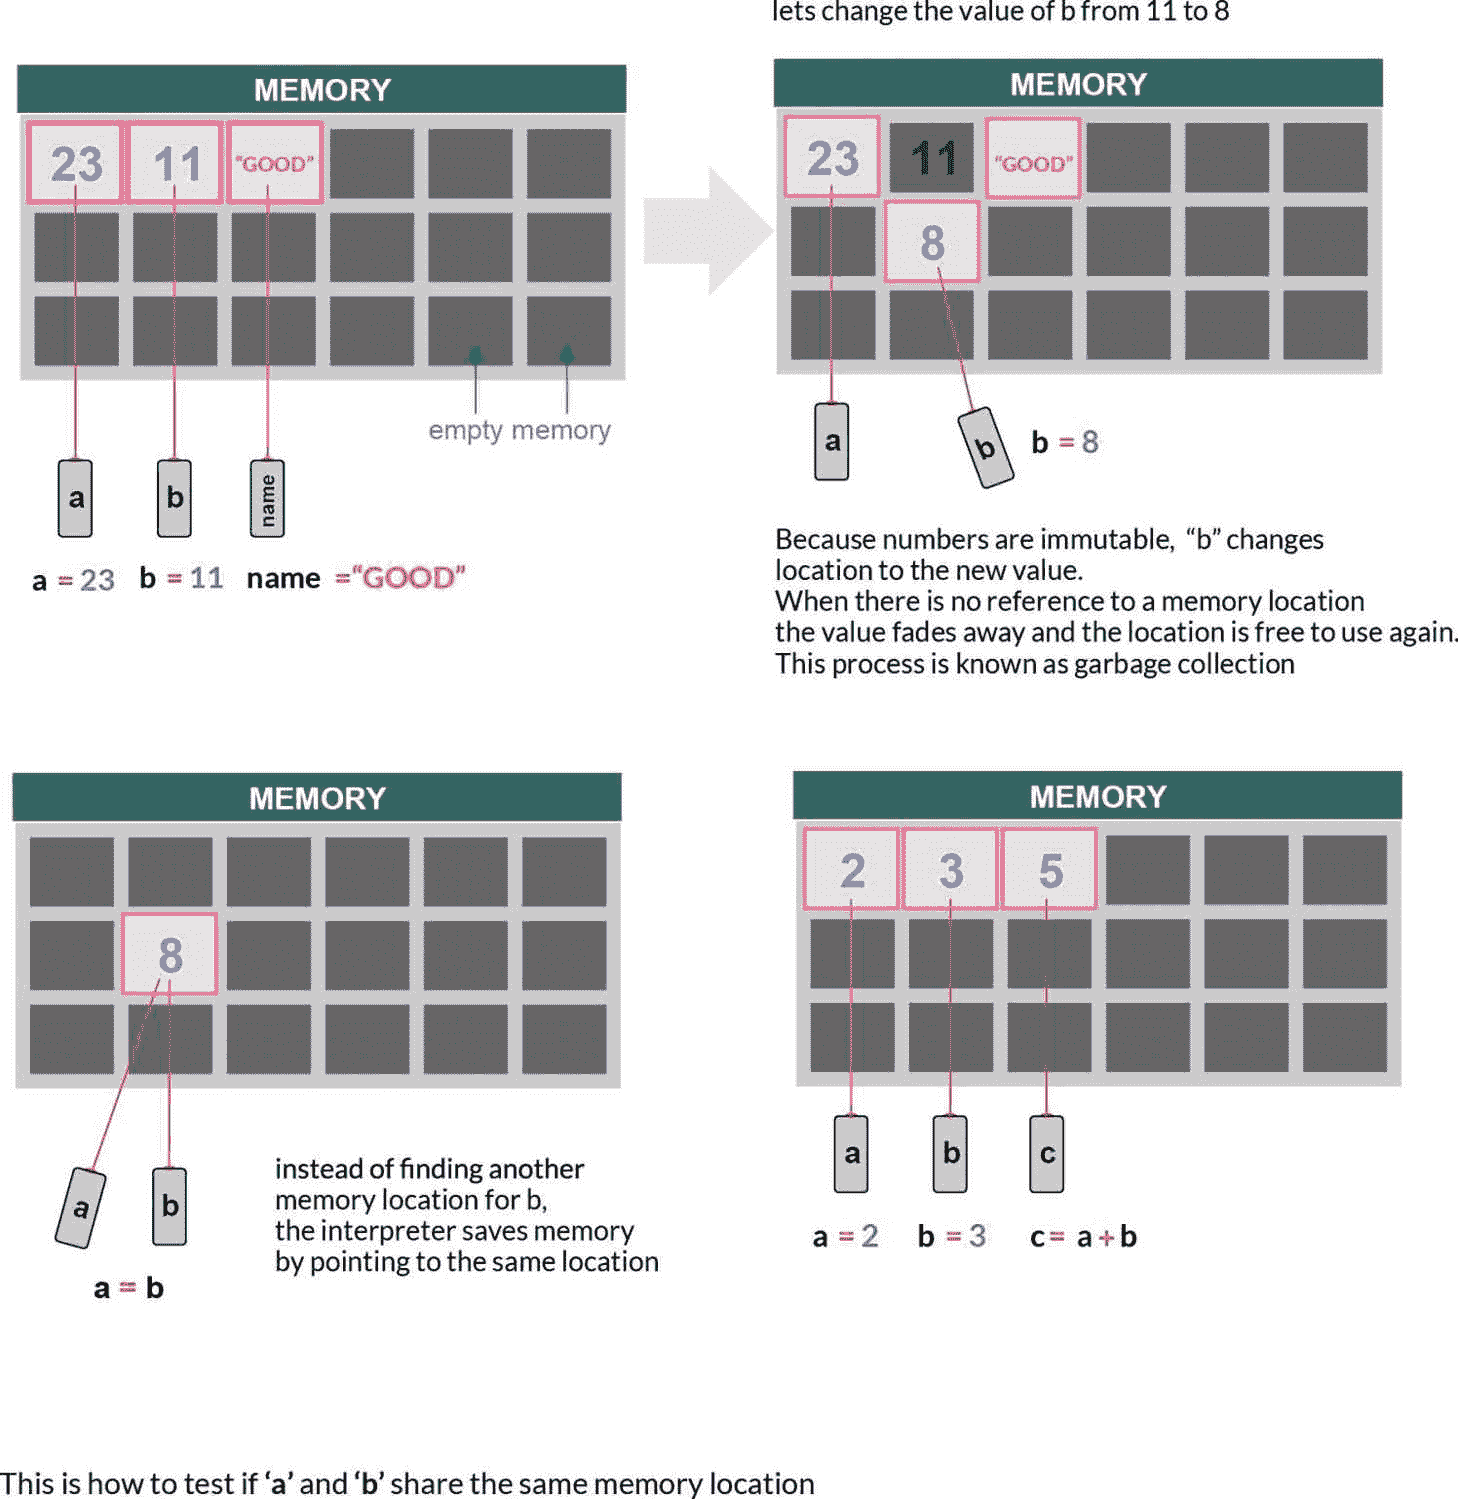 lets change the value of b from 11 to 8
MEMORY
23 11 “GOOD”
empty memory
a b name
a = 23 b = 11 name =“GOOD”
MEMORY
23 11 “GOOD”
8
a b b = 8
Because numbers are immutable, “b” changes
location to the new value.
When there is no reference to a memory location
the value fades away and the location is free to use again.
This process is known as garbage collection
MEMORY
8
a b
a = b
instead of finding another
memory location for b,
the interpreter saves memory
by pointing to the same location
MEMORY
2 3 5
a b c
a = 2 b = 3 c= a+b
This is how to test if ‘a’ and ‘b’ share the same memory location